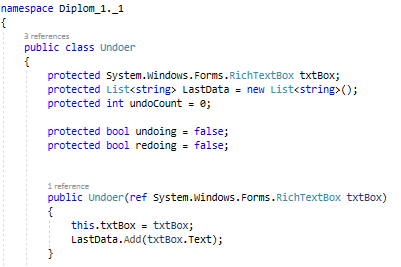 namespace Diplom_1._1
{
3 references
public class Undoer
{
protected System.Windows.Forms.RichTextBox txtBox;
protected List<string> LastData = new List<string>();
protected int undoCount = 0;
protected bool undoing = false;
protected bool redoing = false;
1 reference
public Undoer(ref System.Windows.Forms.RichTextBox txtBox)
{
this.txtBox = txtBox;
LastData.Add(txtBox.Text);
}